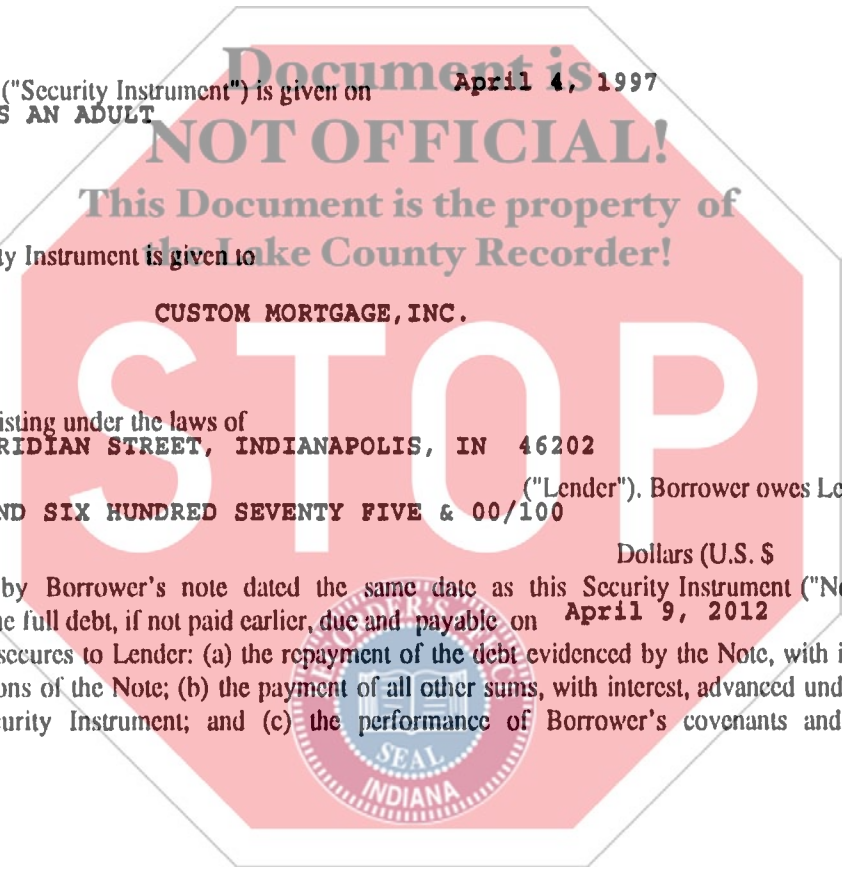 Document is
("Security Instrument") is given on April 4, 1997
S AN ADULT
NOT OFFICIAL!
This Document is the property of
ty Instrument is given to
the Lake County Recorder!
CUSTOM MORTGAGE, INC.
STOP
isting under the laws of
RIDIAN STREET, INDIANAPOLIS, IN 46202
("Lender"). Borrower owes Le
ND SIX HUNDRED SEVENTY FIVE & 00/100
Dollars (U.S. $
by Borrower's note dated the same date as this Security Instrument ("No
e full debt, if not paid earlier, due and payable on April 9, 2012
secures to Lender: (a) the repayment of the debt evidenced by the Note, with i
ons of the Note; (b) the payment of all other sums, with interest, advanced und
curity Instrument; and (c) the performance of Borrower's covenants and
RECORDER'S OFFICE
SEAL
INDIANA